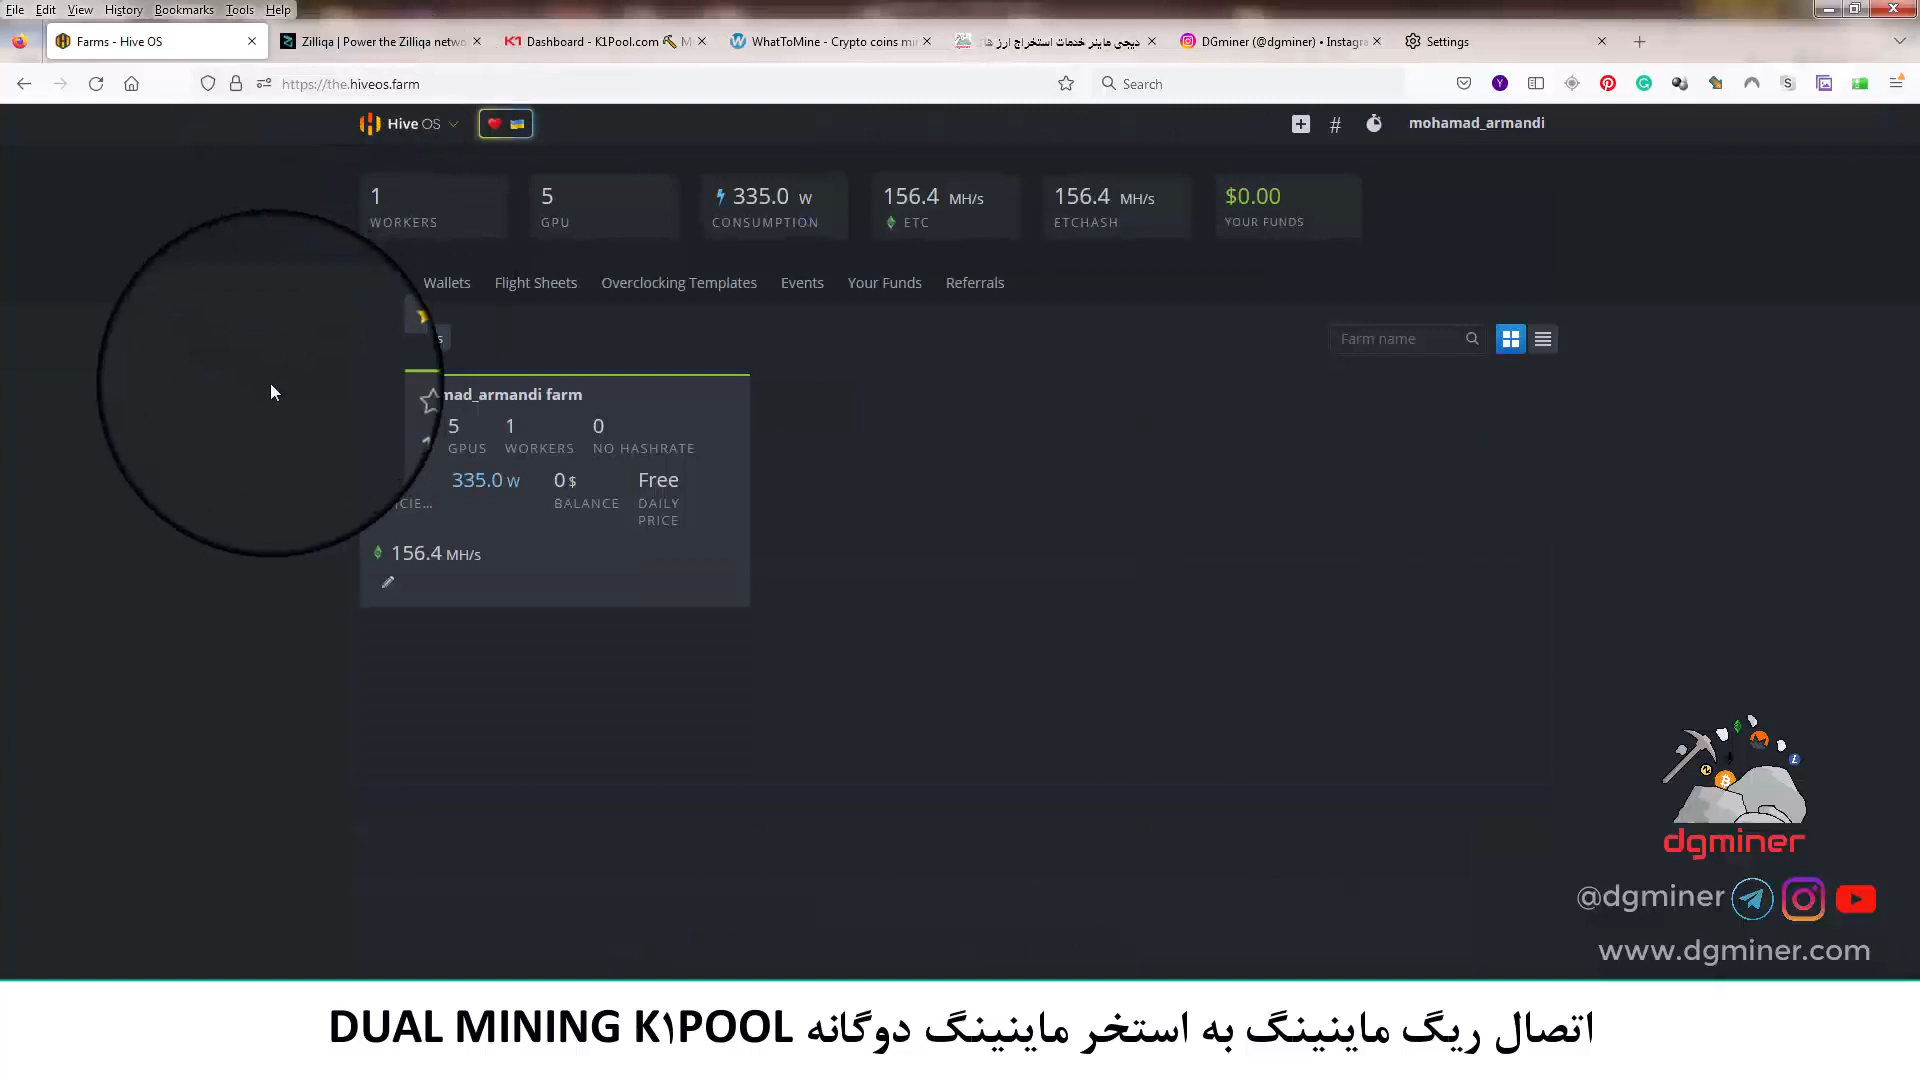 File Edit View History Bookmarks Tools Help
Farms - Hive OS
Zilliqa | Power the Zilliqa netwo
Dashboard - K1Pool.com
WhatToMine - Crypto coins mi
دیجی ماینر خدمات استخراج ارز ها
DGminer (@dgminer) • Instagra
Settings
https://the.hiveos.farm
Search
Hive OS
mohamad_armandi
1
WORKERS
5
GPU
335.0 W
CONSUMPTION
156.4 MH/s
ETC
156.4 MH/s
ETCHASH
$0.00
YOUR FUNDS
Wallets Flight Sheets Overclocking Templates Events Your Funds Referrals
s
Farm name
mad_armandi farm
5 1 0
GPUS WORKERS NO HASHRATE
335.0 W 0 $ Free
ICIE... BALANCE DAILY PRICE
156.4 MH/s
dgminer
@dgminer
www.dgminer.com
اتصال ریگ ماینینگ به استخر ماینینگ دوگانه DUAL MINING K۱POOL